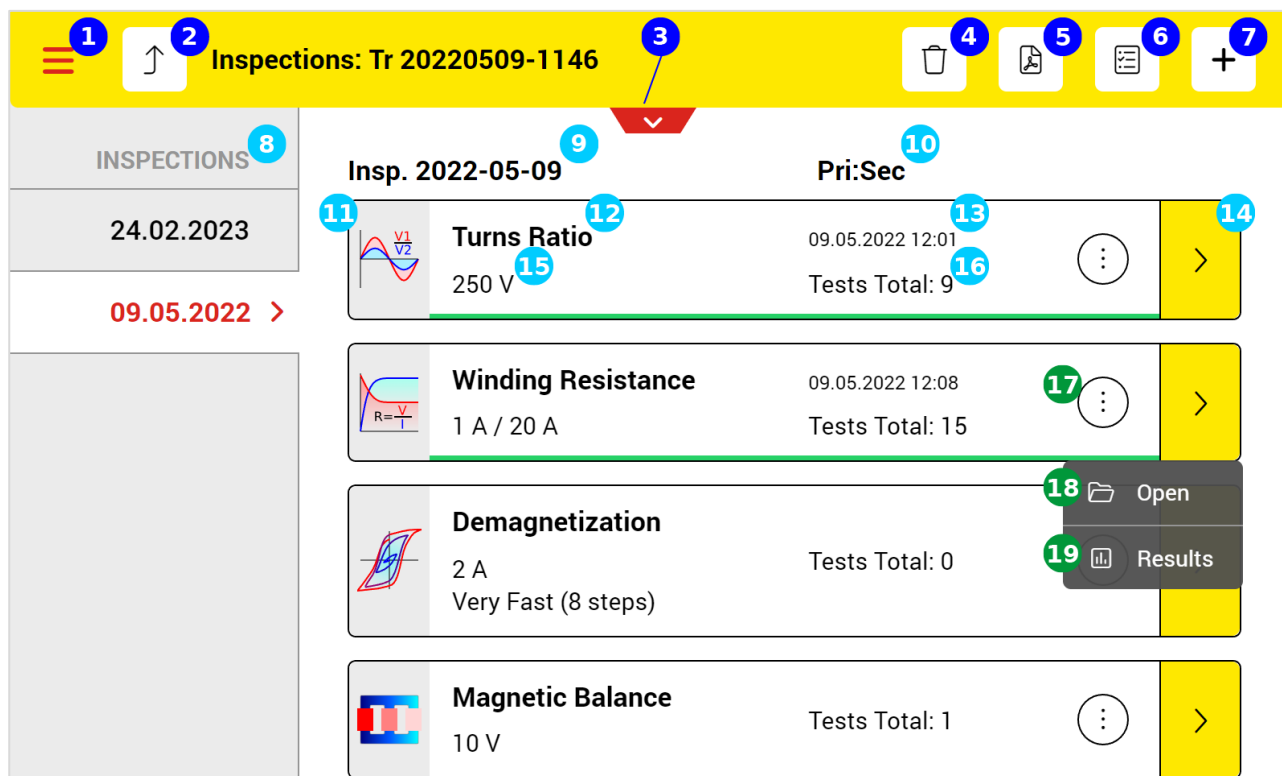 1
2
3
4
5
6
7
Inspections: Tr 20220509-1146
INSPECTIONS
8
24.02.2023
09.05.2022
9
10
Insp. 2022-05-09
Pri:Sec
11
12
13
14
V1
V2
Turns Ratio
09.05.2022 12:01
15
16
250 V
Tests Total: 9
Winding Resistance
09.05.2022 12:08
17
R=V/I
1 A / 20 A
Tests Total: 15
18
Open
19
Results
Demagnetization
2 A
Tests Total: 0
Very Fast (8 steps)
Magnetic Balance
10 V
Tests Total: 1